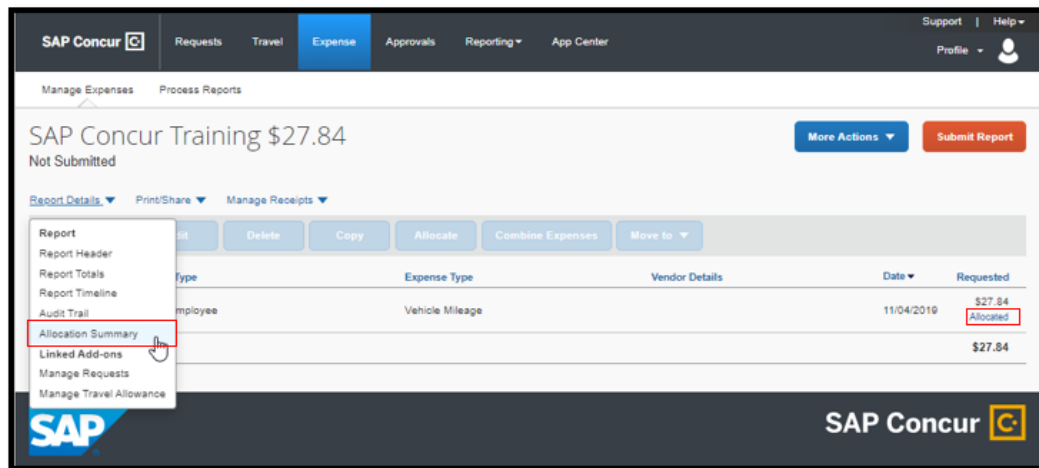 Support | Help
SAP Concur C Requests Travel Expense Approvals Reporting App Center
Profile
Manage Expenses Process Reports
SAP Concur Training $27.84
More Actions Submit Report
Not Submitted
Report Details Print/Share Manage Receipts
Report
dit Delete Copy Allocate Combine Expenses Move to
Report Header
Report Totals
Type Expense Type Vendor Details Date Requested
Report Timeline
Audit Trail
mployee Vehicle Mileage 11/04/2019 $27.84
Allocated
Allocation Summary
Linked Add-ons
$27.84
Manage Requests
Manage Travel Allowance
SAP
SAP Concur C